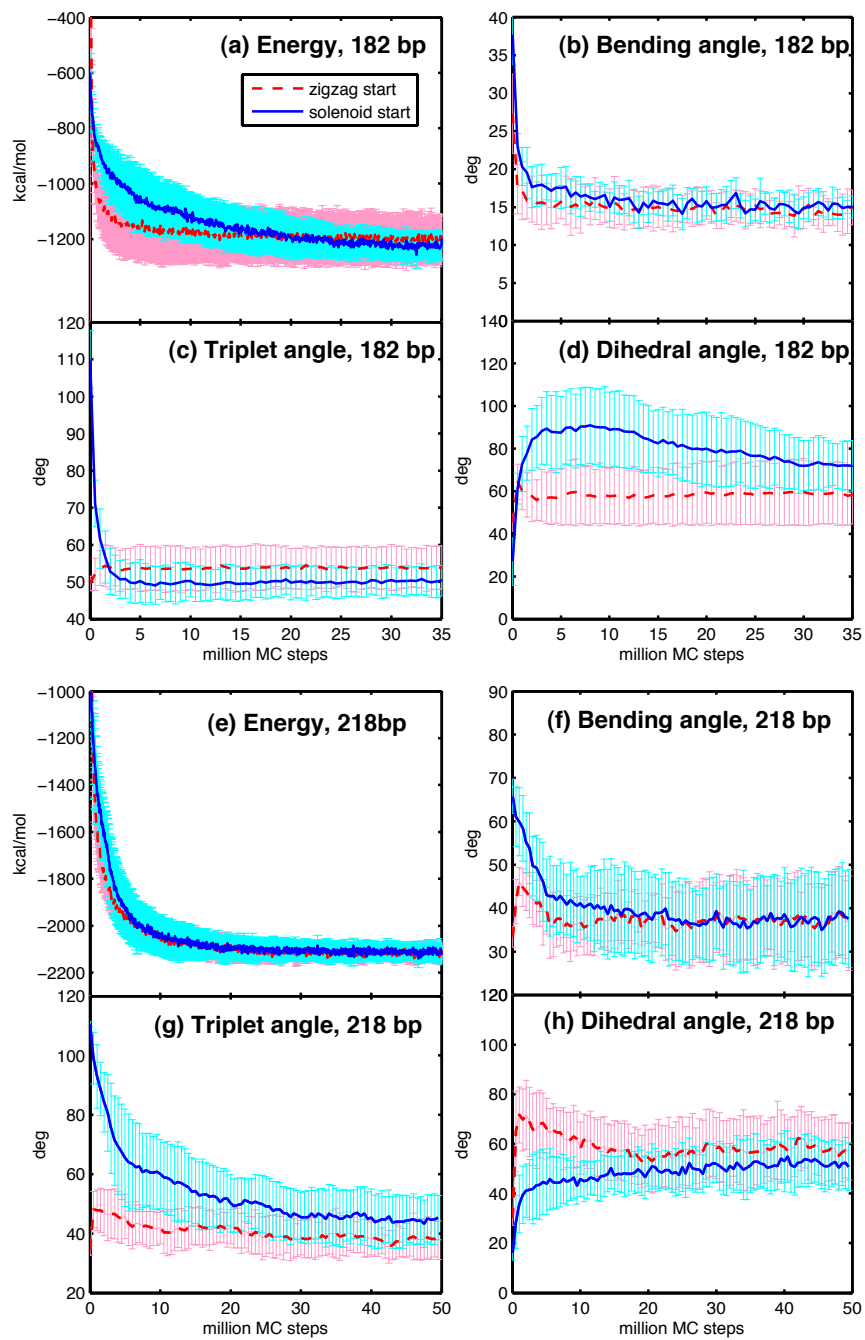 (a) Energy, 182 bp
zigzag start
solenoid start
kcal/mol
−400
−600
−800
−1000
−1200
(b) Bending angle, 182 bp
deg
40
35
30
25
20
15
10
5
0
(c) Triplet angle, 182 bp
deg
120
110
100
90
80
70
60
50
40
0 5 10 15 20 25 30 35
million MC steps
(d) Dihedral angle, 182 bp
deg
140
100
80
60
40
20
0
0 5 10 15 20 25 30 35
million MC steps
(e) Energy, 218bp
kcal/mol
−1000
−1200
−1400
−1600
−1800
−2000
−2200
(f) Bending angle, 218 bp
deg
90
80
70
60
50
40
30
20
(g) Triplet angle, 218 bp
deg
120
100
80
60
40
20
0 10 20 30 40 50
million MC steps
(h) Dihedral angle, 218 bp
deg
120
100
80
60
40
20
0
0 10 20 30 40 50
million MC steps